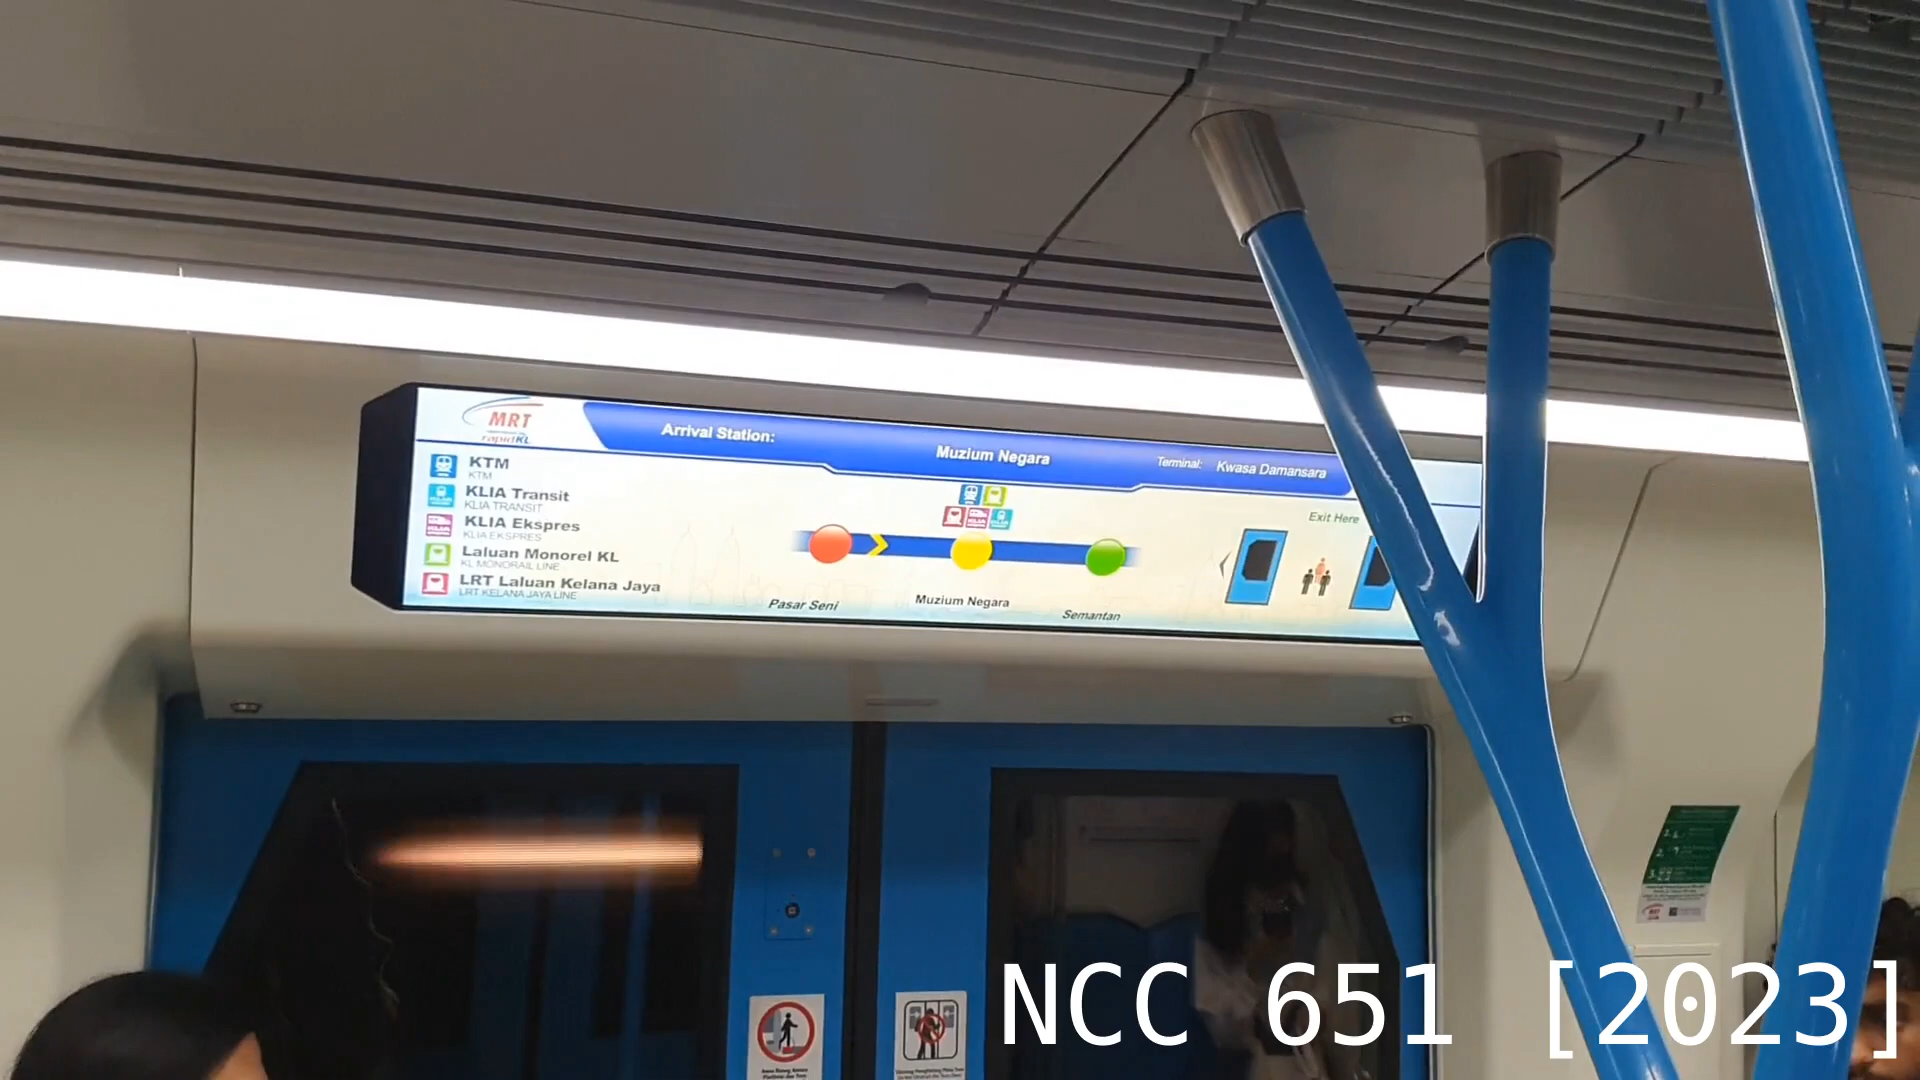 MRT
rapidKL
Arrival Station:
Muzium Negara
Terminal: Kwasa Damansara
KTM
KTM
KLIA Transit
KLIA TRANSIT
KLIA Ekspres
KLIA EKSPRES
Laluan Monorel KL
KL MONORAIL LINE
LRT Laluan Kelana Jaya
LRT KELANA JAYA LINE
Pasar Seni
Muzium Negara
Semantan
Exit Here
NCC 651 [2023]